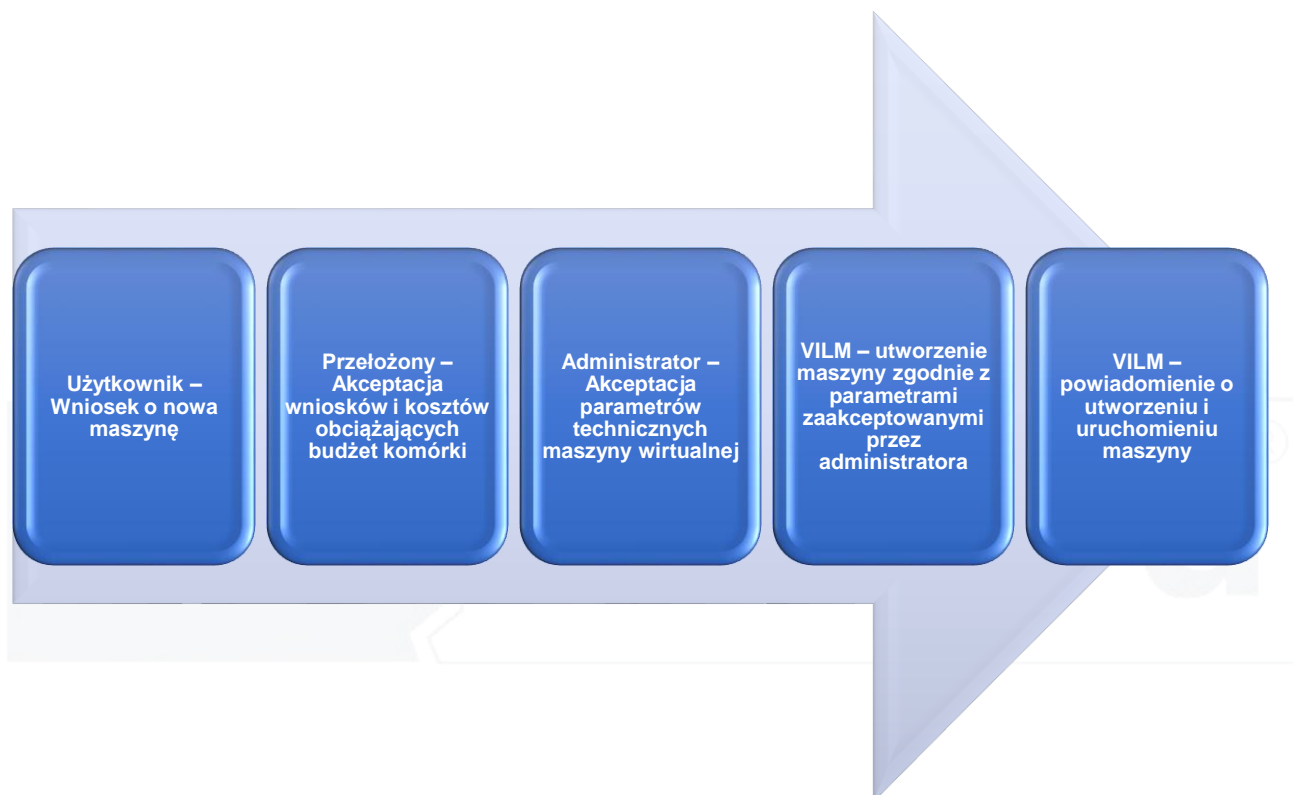 Użytkownik –
Wniosek o nowa
maszynę
Przełożony –
Akceptacja
wniosków i kosztów
obciążających
budżet komórki
Administrator –
Akceptacja
parametrów
technicznych
maszyny wirtualnej
VILM – utworzenie
maszyny zgodnie z
parametrami
zaakceptowanymi
przez
administratora
VILM –
powiadomienie o
utworzeniu i
uruchomieniu
maszyny